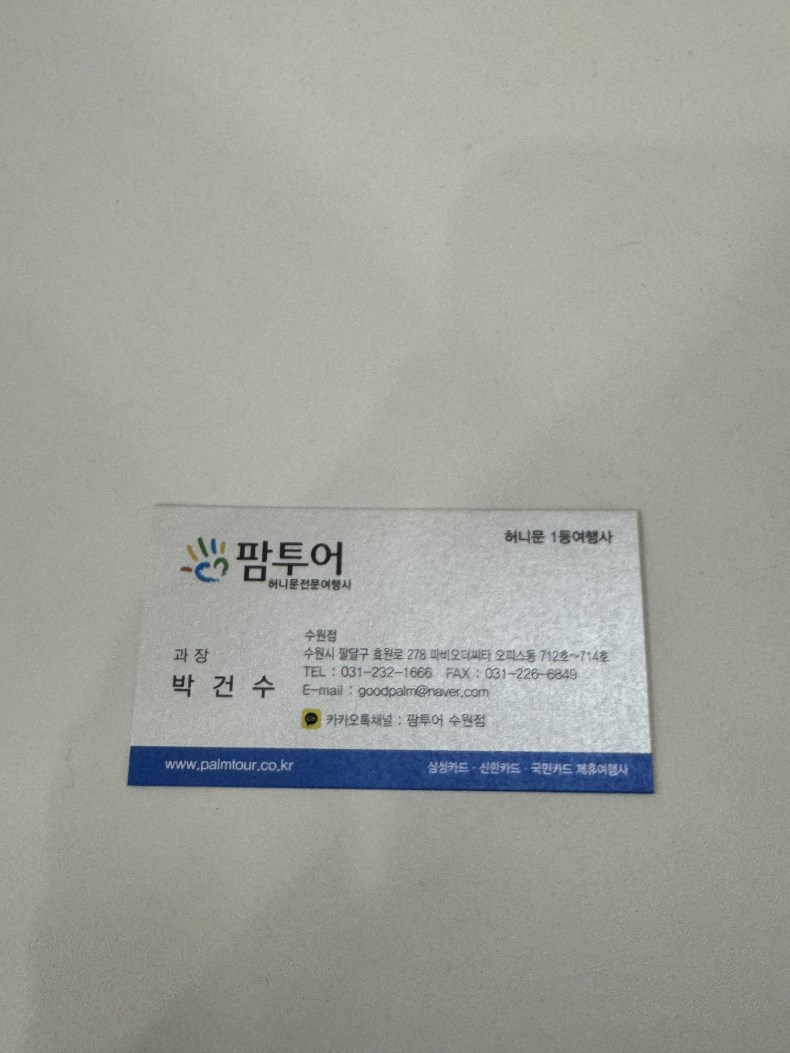 팜투어
허니문전문여행사
허니문 1등여행사
과 장
박 건 수
수원점
수원시 팔달구 효원로 278 파비오더씨타 오피스동 712호~714호
TEL : 031-232-1666 FAX : 031-226-6849
E-mail : goodpalm@naver.com
카카오톡채널 : 팜투어 수원점
www.palmtour.co.kr
삼성카드 · 신한카드 · 국민카드 제휴여행사